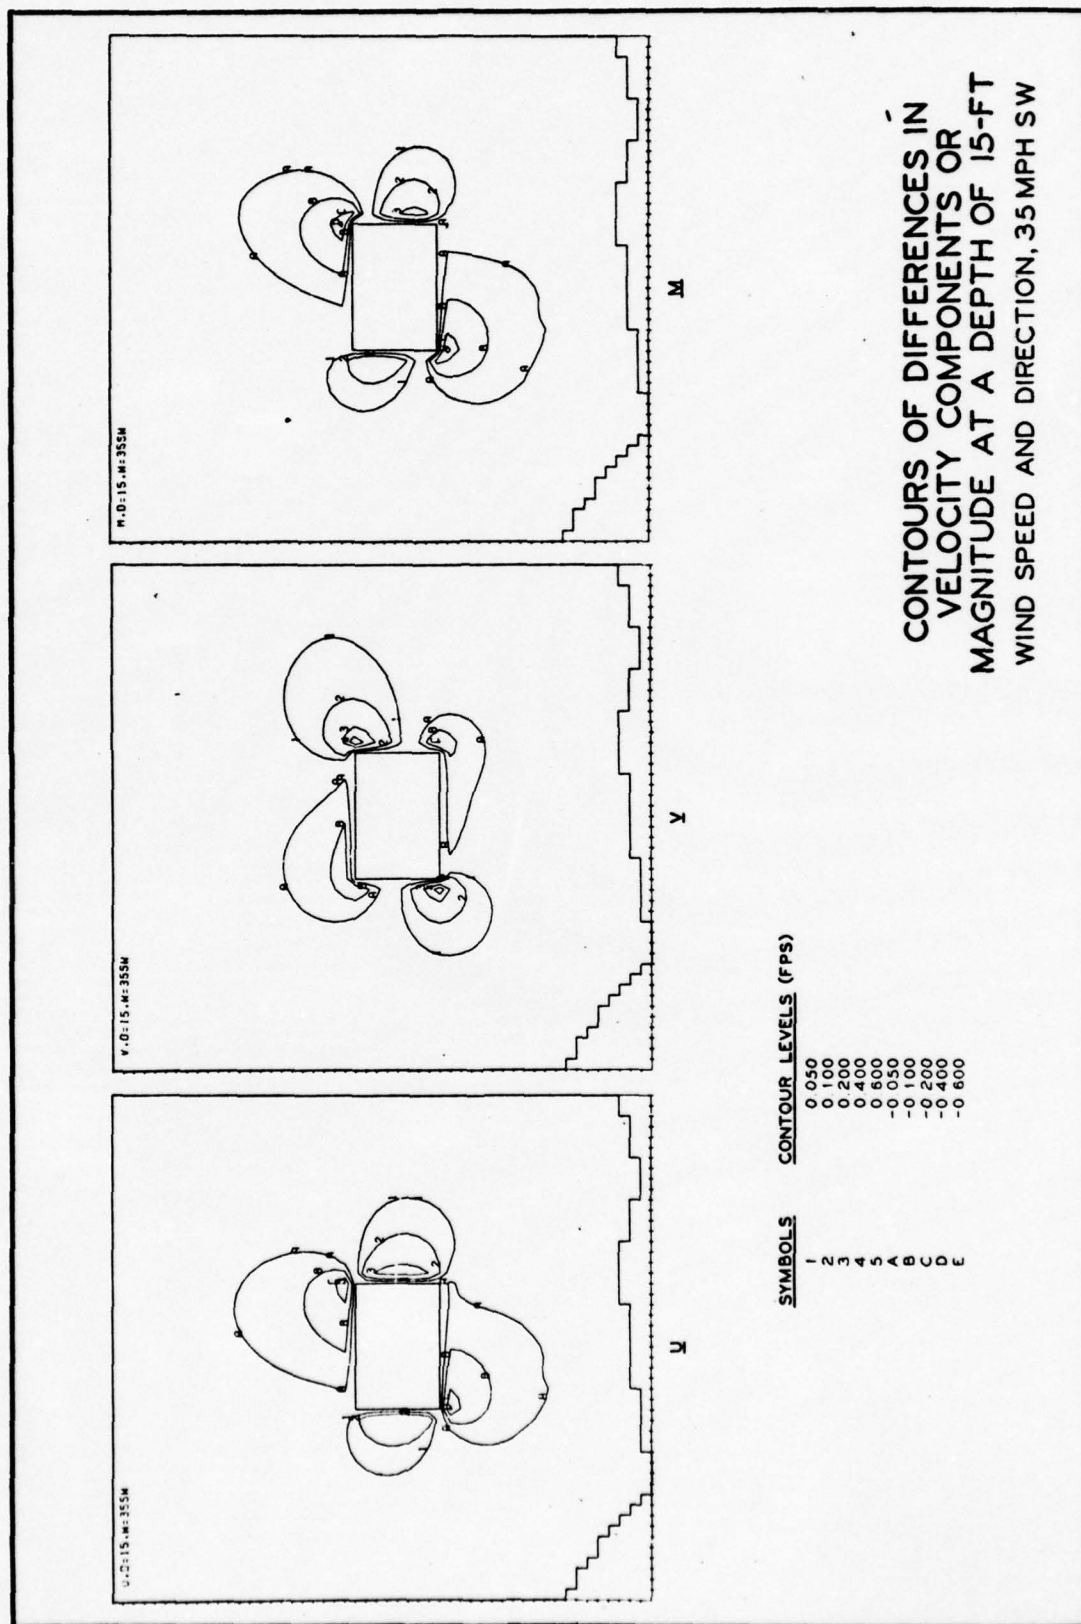 U.D=15.W=35SW
V.D=15.W=35SW
M.D=15.W=35SW
U
V
M
SYMBOLS CONTOUR LEVELS (FPS)
1 0.050
2 0.100
3 0.200
4 0.400
5 0.600
A -0.050
B -0.100
C -0.200
D -0.400
E -0.600
CONTOURS OF DIFFERENCES IN
VELOCITY COMPONENTS OR
MAGNITUDE AT A DEPTH OF 15-FT
WIND SPEED AND DIRECTION, 35 MPH SW